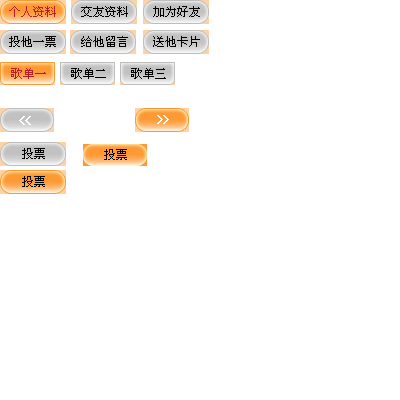 个人资料 交友资料 加为好友
投他一票 给他留言 送他卡片
歌单一 歌单二 歌单三
投票 投票
投票